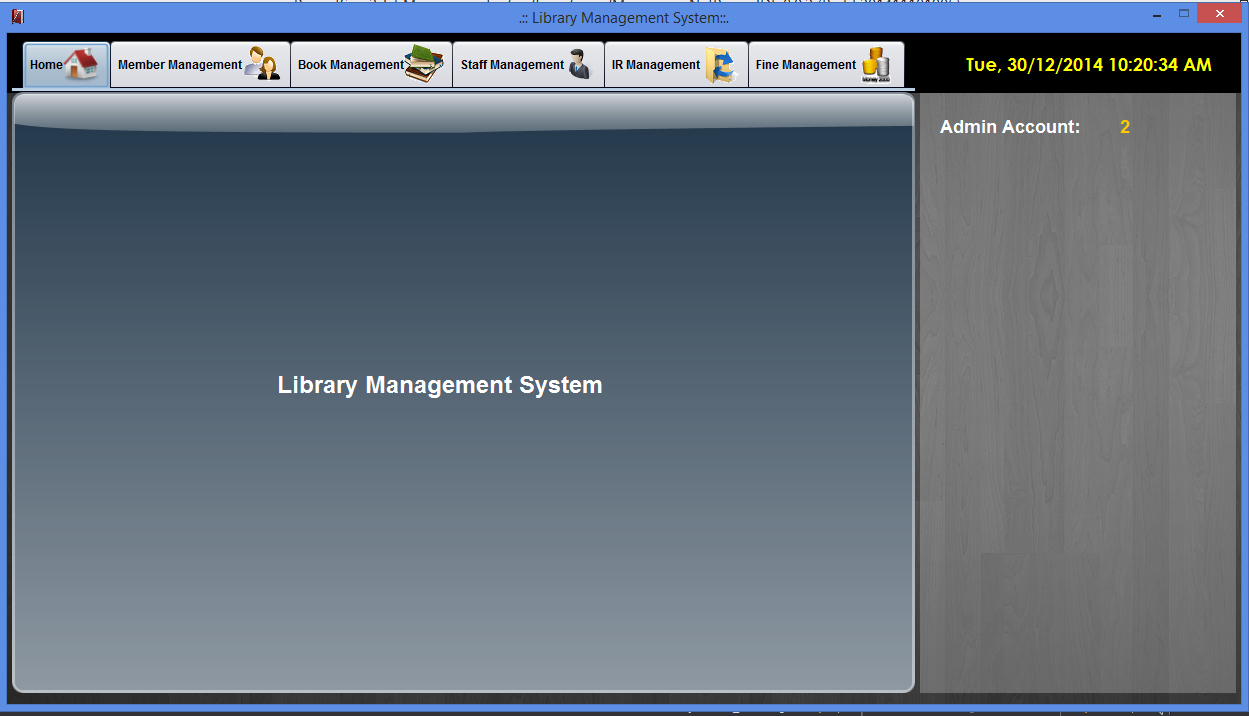 .:: Library Management System::.
Home
Member Management
Book Management
Staff Management
IR Management
Fine Management
Tue, 30/12/2014 10:20:34 AM
Admin Account: 2
Library Management System